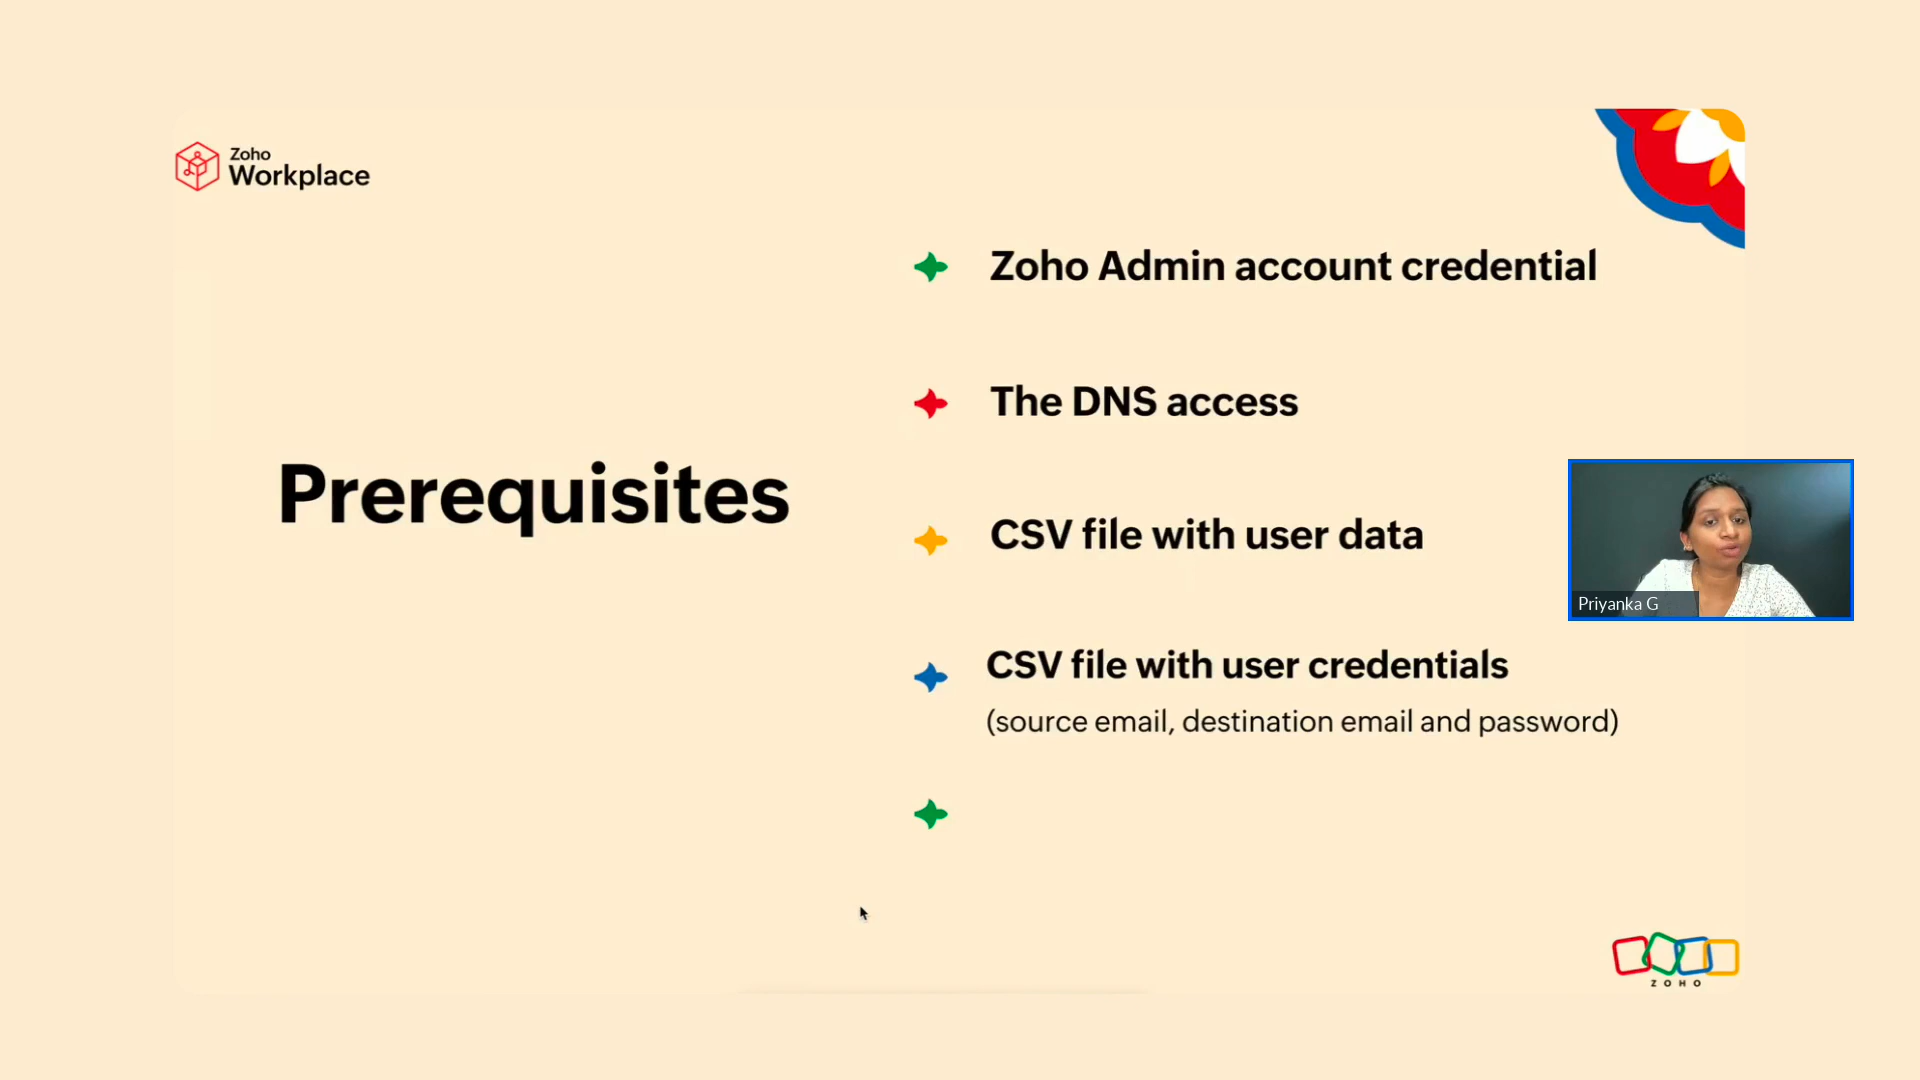 Zoho
Workplace
Prerequisites
Zoho Admin account credential
The DNS access
CSV file with user data
CSV file with user credentials
(source email, destination email and password)
Priyanka G
ZOHO